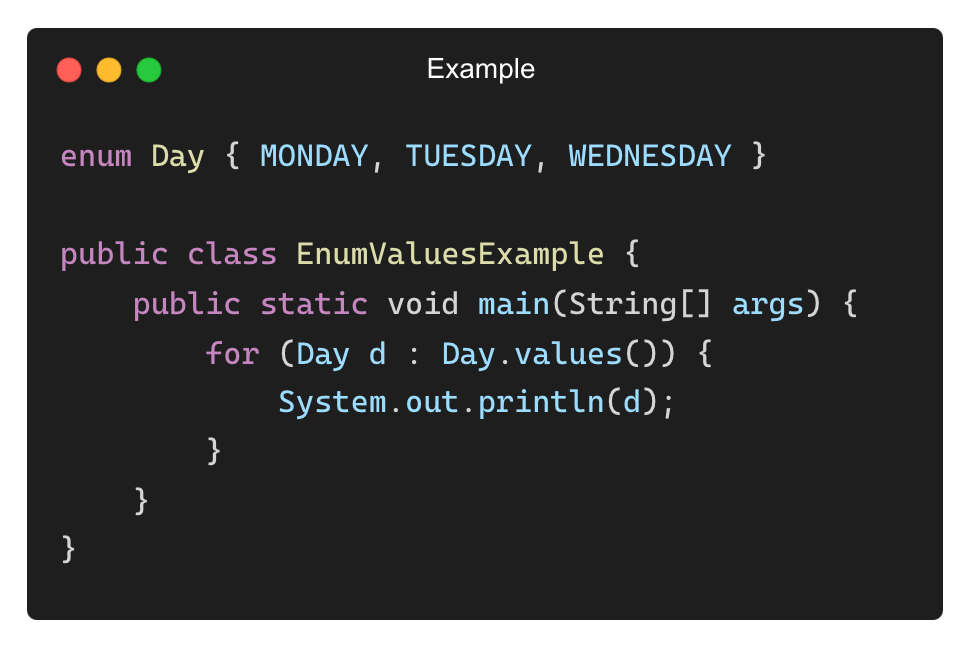 Example
enum Day { MONDAY, TUESDAY, WEDNESDAY }
public class EnumValuesExample {
    public static void main(String[] args) {
        for (Day d : Day.values()) {
            System.out.println(d);
        }
    }
}